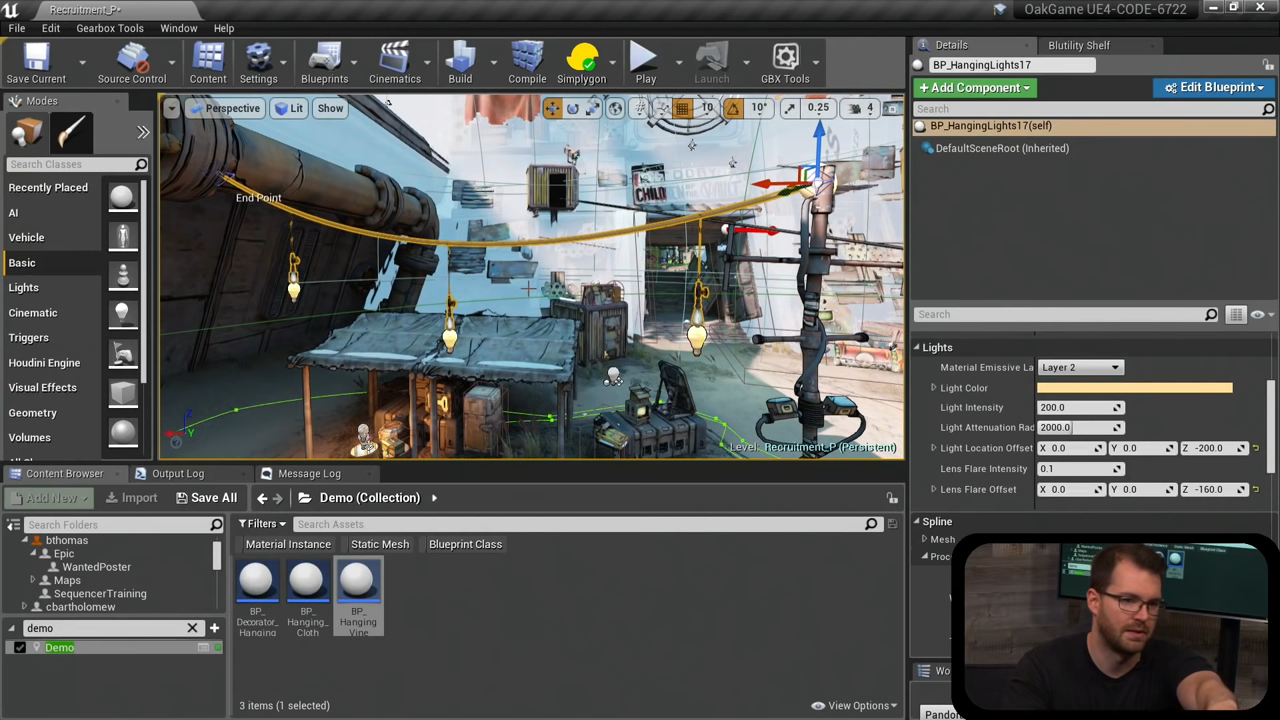 Recruitment_P*
OakGame UE4-CODE-6722
File
Edit
Gearbox Tools
Window
Help
Save Current
Source Control
Content
Settings
Blueprints
Cinematics
Build
Compile
Simplygon
Play
Launch
GBX Tools
Modes
Search Classes
Recently Placed
AI
Vehicle
Basic
Lights
Cinematic
Triggers
Houdini Engine
Visual Effects
Geometry
Volumes
Perspective
Lit
Show
10
10°
0.25
4
End Point
CHILD
Z
Y
Level: Recruitment_P (Persistent)
Details
Blutility Shelf
BP_HangingLights17
+ Add Component
Edit Blueprint
Search
BP_HangingLights17(self)
DefaultSceneRoot (Inherited)
Search
Lights
Material Emissive La
Layer 2
Light Color
Light Intensity
200.0
Light Attenuation Rad
2000.0
Light Location Offset
X 0.0
Y 0.0
Z -200.0
Lens Flare Intensity
0.1
Lens Flare Offset
X 0.0
Y 0.0
Z -160.0
Spline
Mesh
Proc
Wo
Pandor
Content Browser
Output Log
Message Log
Add New
Import
Save All
Demo (Collection)
Search Folders
Filters
Search Assets
Material Instance
Static Mesh
Blueprint Class
bthomas
Epic
WantedPoster
Maps
SequencerTraining
cbartholomew
demo
Demo
BP_
Decorator_
Hanging
BP_
Hanging_
Cloth
BP_
Hanging_
Vine
3 items (1 selected)
View Options